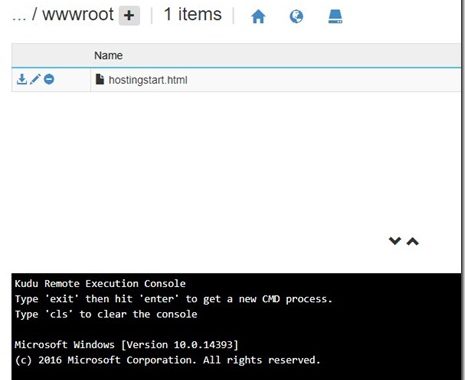 ... / wwwroot + | 1 items |
Name
hostingstart.html
Kudu Remote Execution Console
Type 'exit' then hit 'enter' to get a new CMD process.
Type 'cls' to clear the console
Microsoft Windows [Version 10.0.14393]
(c) 2016 Microsoft Corporation. All rights reserved.